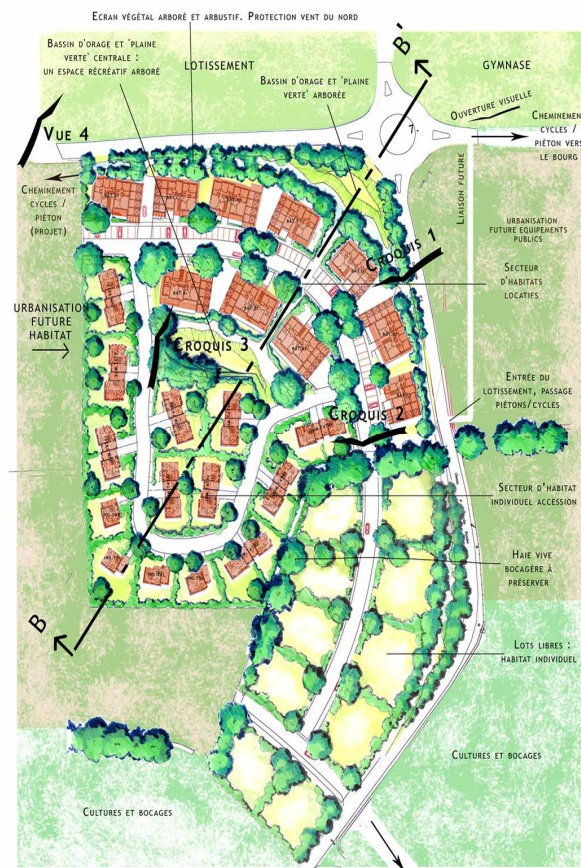 Ecran végétal arboré et arbustif. Protection vent du nord
Bassin d'orage et 'plaine
verte' centrale :
un espace récréatif arboré
LOTISSEMENT
B'
GYMNASE
Bassin d'orage et 'plaine
verte' arborée
Ouverture visuelle
Cheminement
cycles /
piéton vers
le bourg
Vue 4
Cheminement
cycles /
piéton
(projet)
Liaison future
urbanisation
future equipements
publics
Croquis 1
Secteur
d'habitats
locatifs
Urbanisation
future
habitat
Croquis 3
Entrée du
lotissement, passage
piétons/cycles
Croquis 2
Secteur d'habitat
individuel accession
Haie vive
bocagère à
préserver
B
Lots libres :
habitat individuel
Cultures et bocages
Cultures et bocages